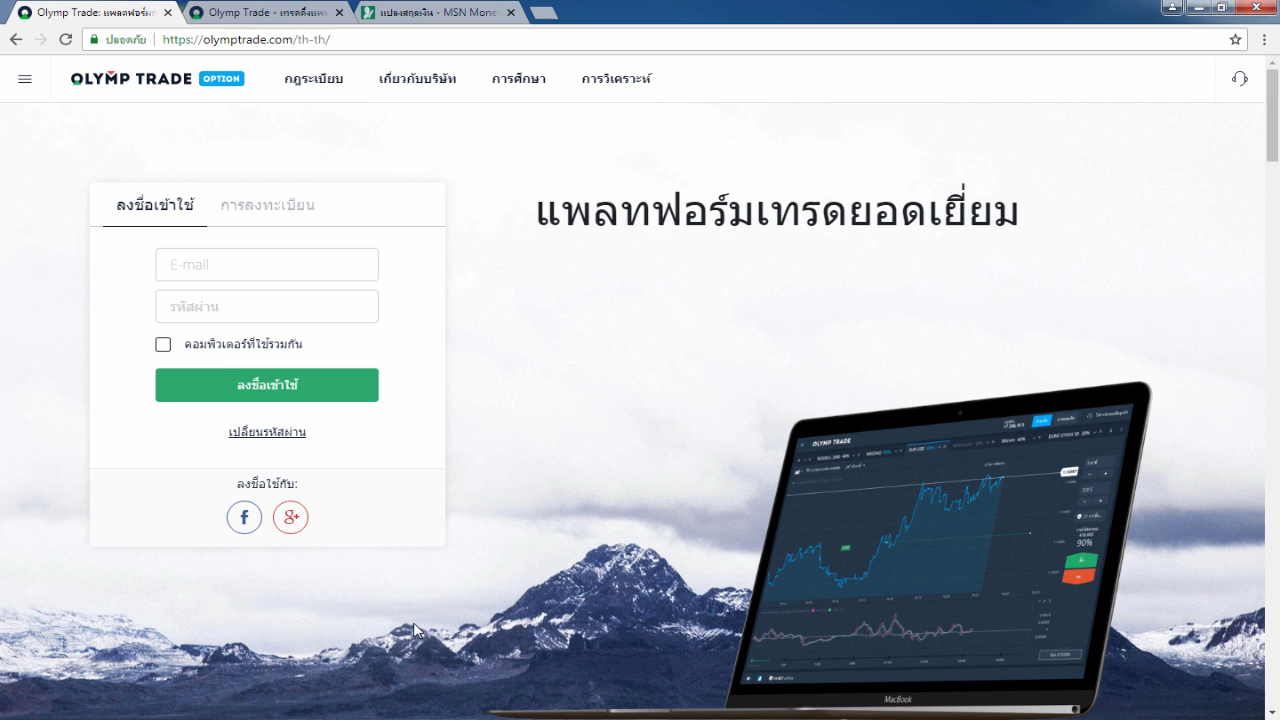 Olymp Trade: แพลตฟอร์ม
Olymp Trade - เทรดดิ้งแพ
แปลงสกุลเงิน - MSN Mone
ปลอดภัย
https://olymptrade.com/th-th/
OLYMP TRADE OPTION
กฎระเบียบ
เกี่ยวกับบริษัท
การศึกษา
การวิเคราะห์
ลงชื่อเข้าใช้
การลงทะเบียน
แพลทฟอร์มเทรดยอดเยี่ยม
E-mail
รหัสผ่าน
คอมพิวเตอร์ที่ใช้รวมกัน
ลงชื่อเข้าใช้
เปลี่ยนรหัสผ่าน
ลงชื่อใช้กับ:
f
g+
OLYMP TRADE
90%
MacBook